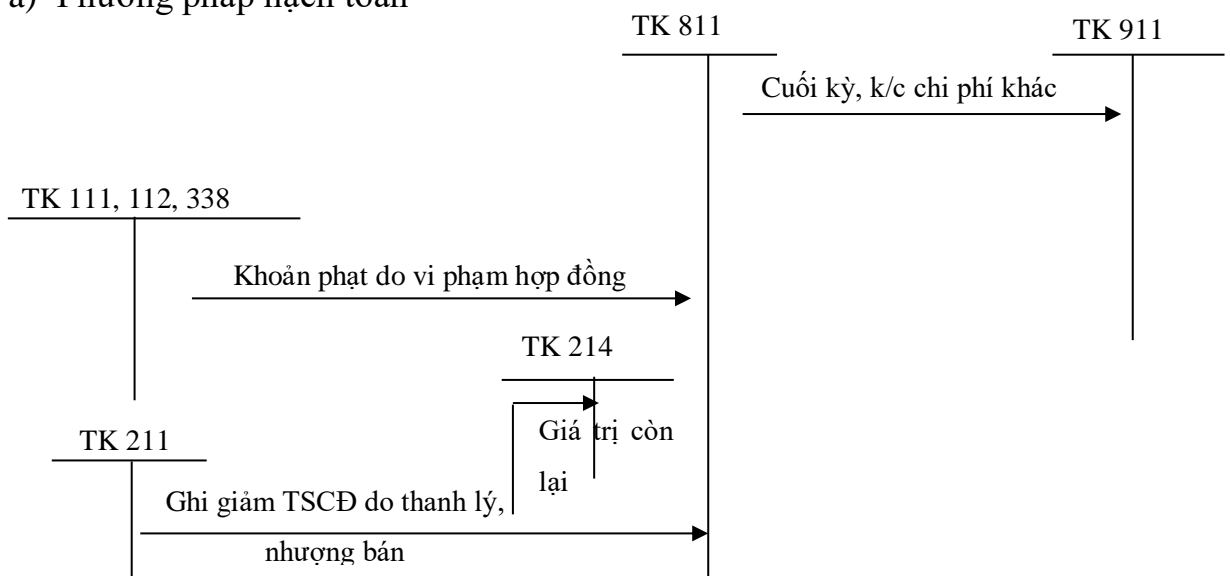 a) Phương pháp hạch toán
TK 811
TK 911
Cuối kỳ, k/c chi phí khác
TK 111, 112, 338
Khoản phạt do vi phạm hợp đồng
TK 214
Giá trị còn
lại
TK 211
Ghi giảm TSCĐ do thanh lý,
nhượng bán